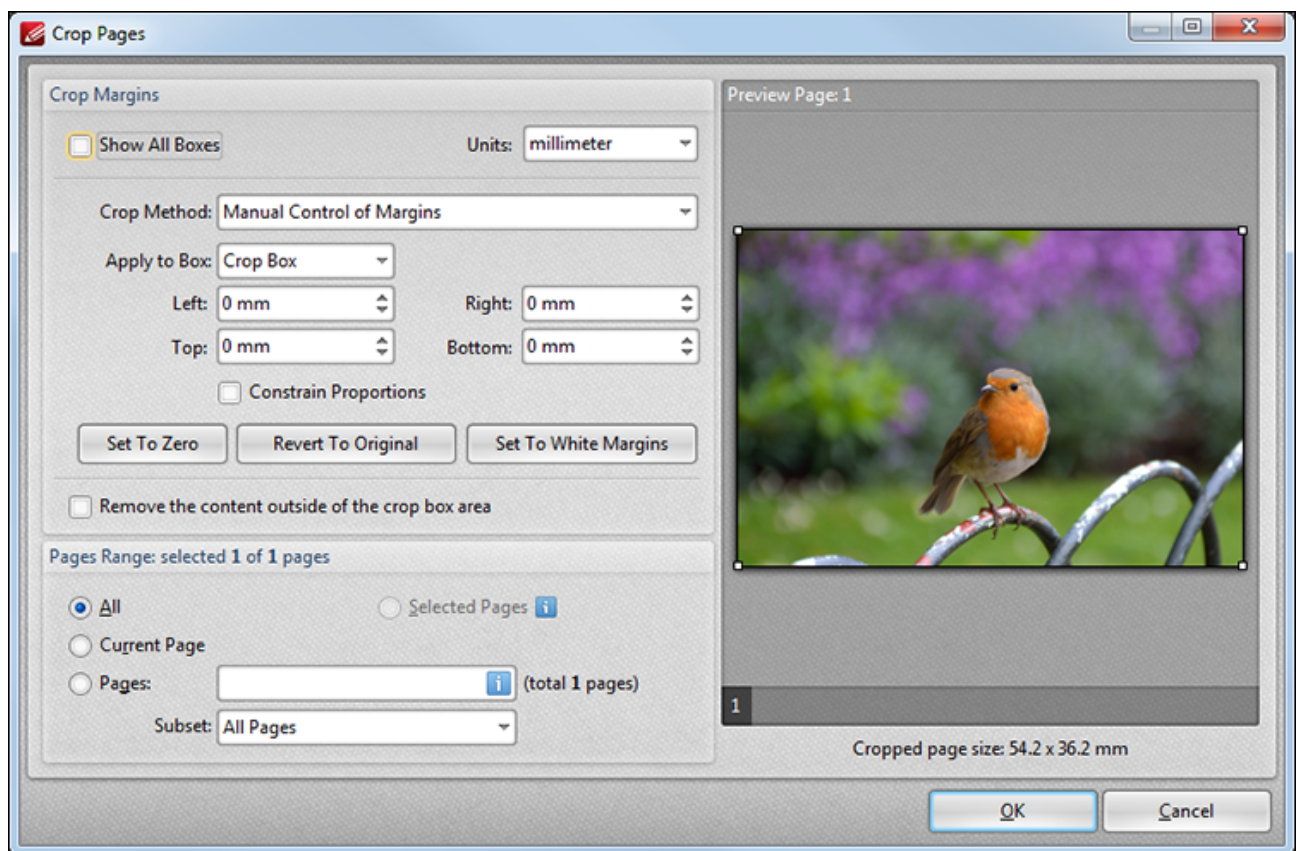 Crop Pages
Crop Margins
Show All Boxes
Units: millimeter
Crop Method: Manual Control of Margins
Apply to Box: Crop Box
Left: 0 mm Right: 0 mm
Top: 0 mm Bottom: 0 mm
Constrain Proportions
Set To Zero Revert To Original Set To White Margins
Remove the content outside of the crop box area
Pages Range: selected 1 of 1 pages
All Selected Pages i
Current Page
Pages: i (total 1 pages)
Subset: All Pages
Preview Page: 1
1
Cropped page size: 54.2 x 36.2 mm
OK Cancel